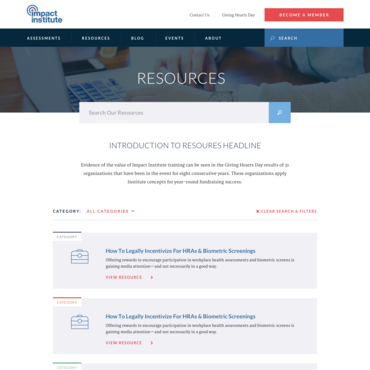 impact
institute
Contact Us
Giving Hearts Day
BECOME A MEMBER
ASSESSMENTS
RESOURCES
BLOG
EVENTS
ABOUT
SEARCH
RESOURCES
Search Our Resources
INTRODUCTION TO RESOURES HEADLINE
Evidence of the value of Impact Institute training can be seen in the Giving Hearts Day results of 31
organizations that have been in the event for eight consecutive years. These organizations apply
Institute concepts for year-round fundraising success.
CATEGORY: ALL CATEGORIES
CLEAR SEARCH & FILTERS
CATEGORY
How To Legally Incentivize For HRAs & Biometric Screenings
Offering rewards to encourage participation in workplace health assessments and biometric screens is
gaining media attention—and not necessarily in a good way.
VIEW RESOURCE
CATEGORY
How To Legally Incentivize For HRAs & Biometric Screenings
Offering rewards to encourage participation in workplace health assessments and biometric screens is
gaining media attention—and not necessarily in a good way.
VIEW RESOURCE
CATEGORY